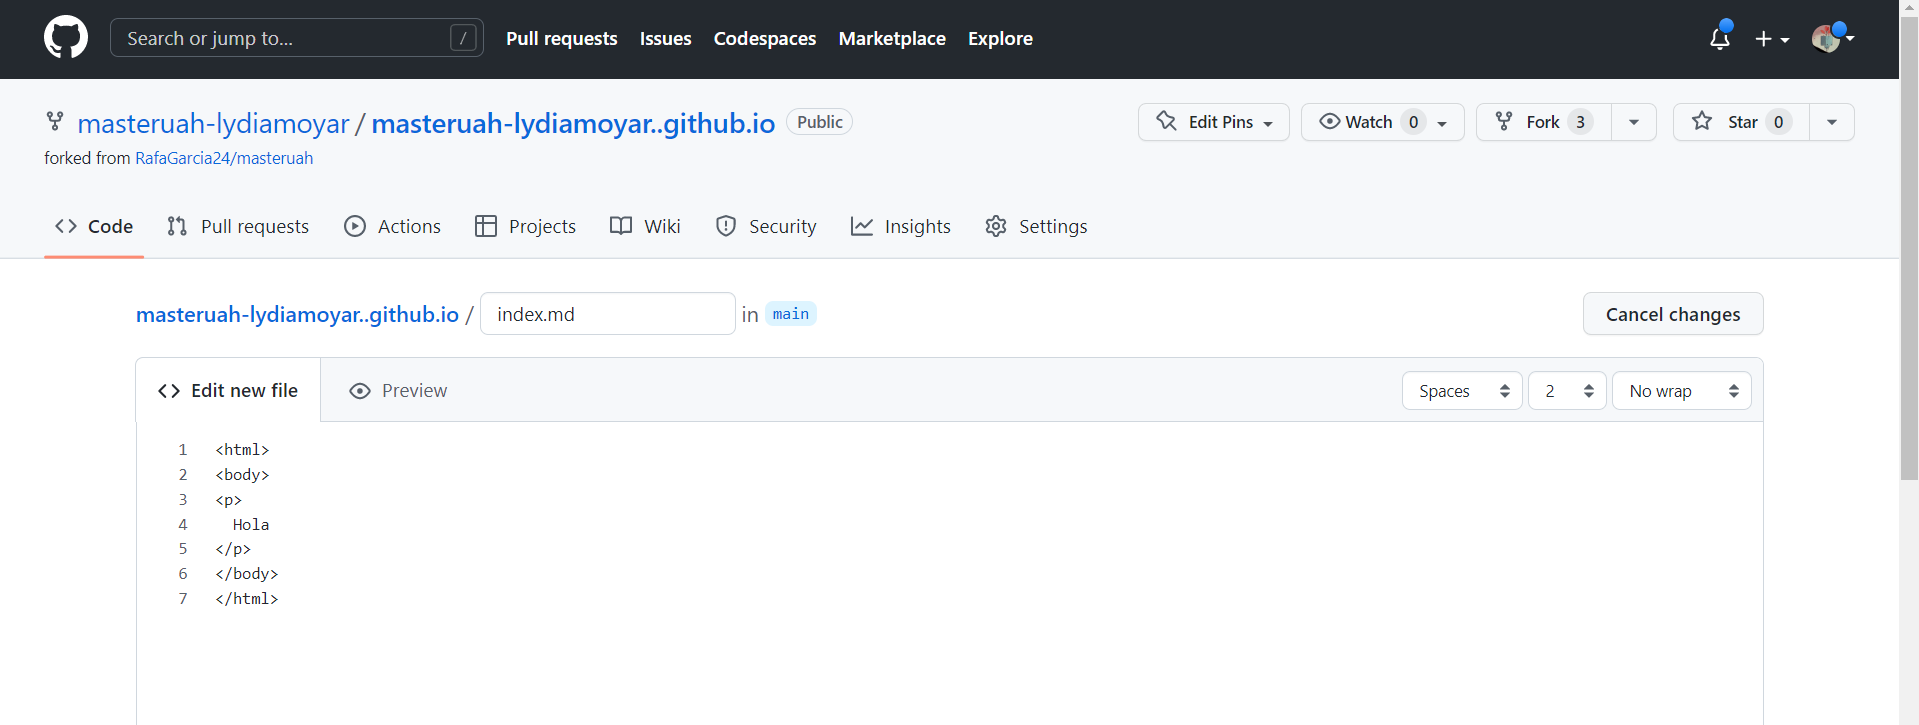 Search or jump to... / Pull requests Issues Codespaces Marketplace Explore
masteruah-lydiamoyar / masteruah-lydiamoyar..github.io Public Edit Pins Watch 0 Fork 3 Star 0
forked from RafaGarcia24/masteruah
Code Pull requests Actions Projects Wiki Security Insights Settings
masteruah-lydiamoyar..github.io / index.md in main Cancel changes
Edit new file Preview Spaces 2 No wrap
1 <html>
2 <body>
3 <p>
4 Hola
5 </p>
6 </body>
7 </html>